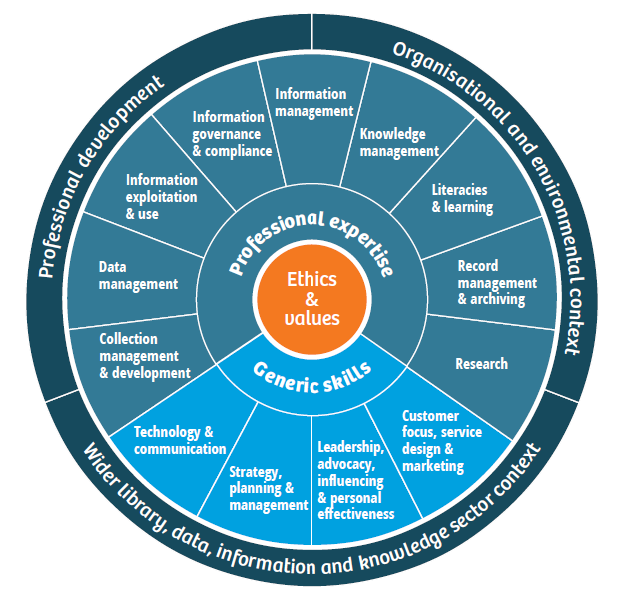 Professional development
Organisational and environmental context
Wider library, data, information and knowledge sector context
Information
management
Knowledge
management
Literacies
& learning
Record
management
& archiving
Research
Customer
focus, service
design &
marketing
Leadership,
advocacy,
influencing
& personal
effectiveness
Strategy,
planning &
management
Technology &
communication
Collection
management
& development
Data
management
Information
exploitation
& use
Information
governance
& compliance
Professional expertise
Ethics
&
values
Generic skills